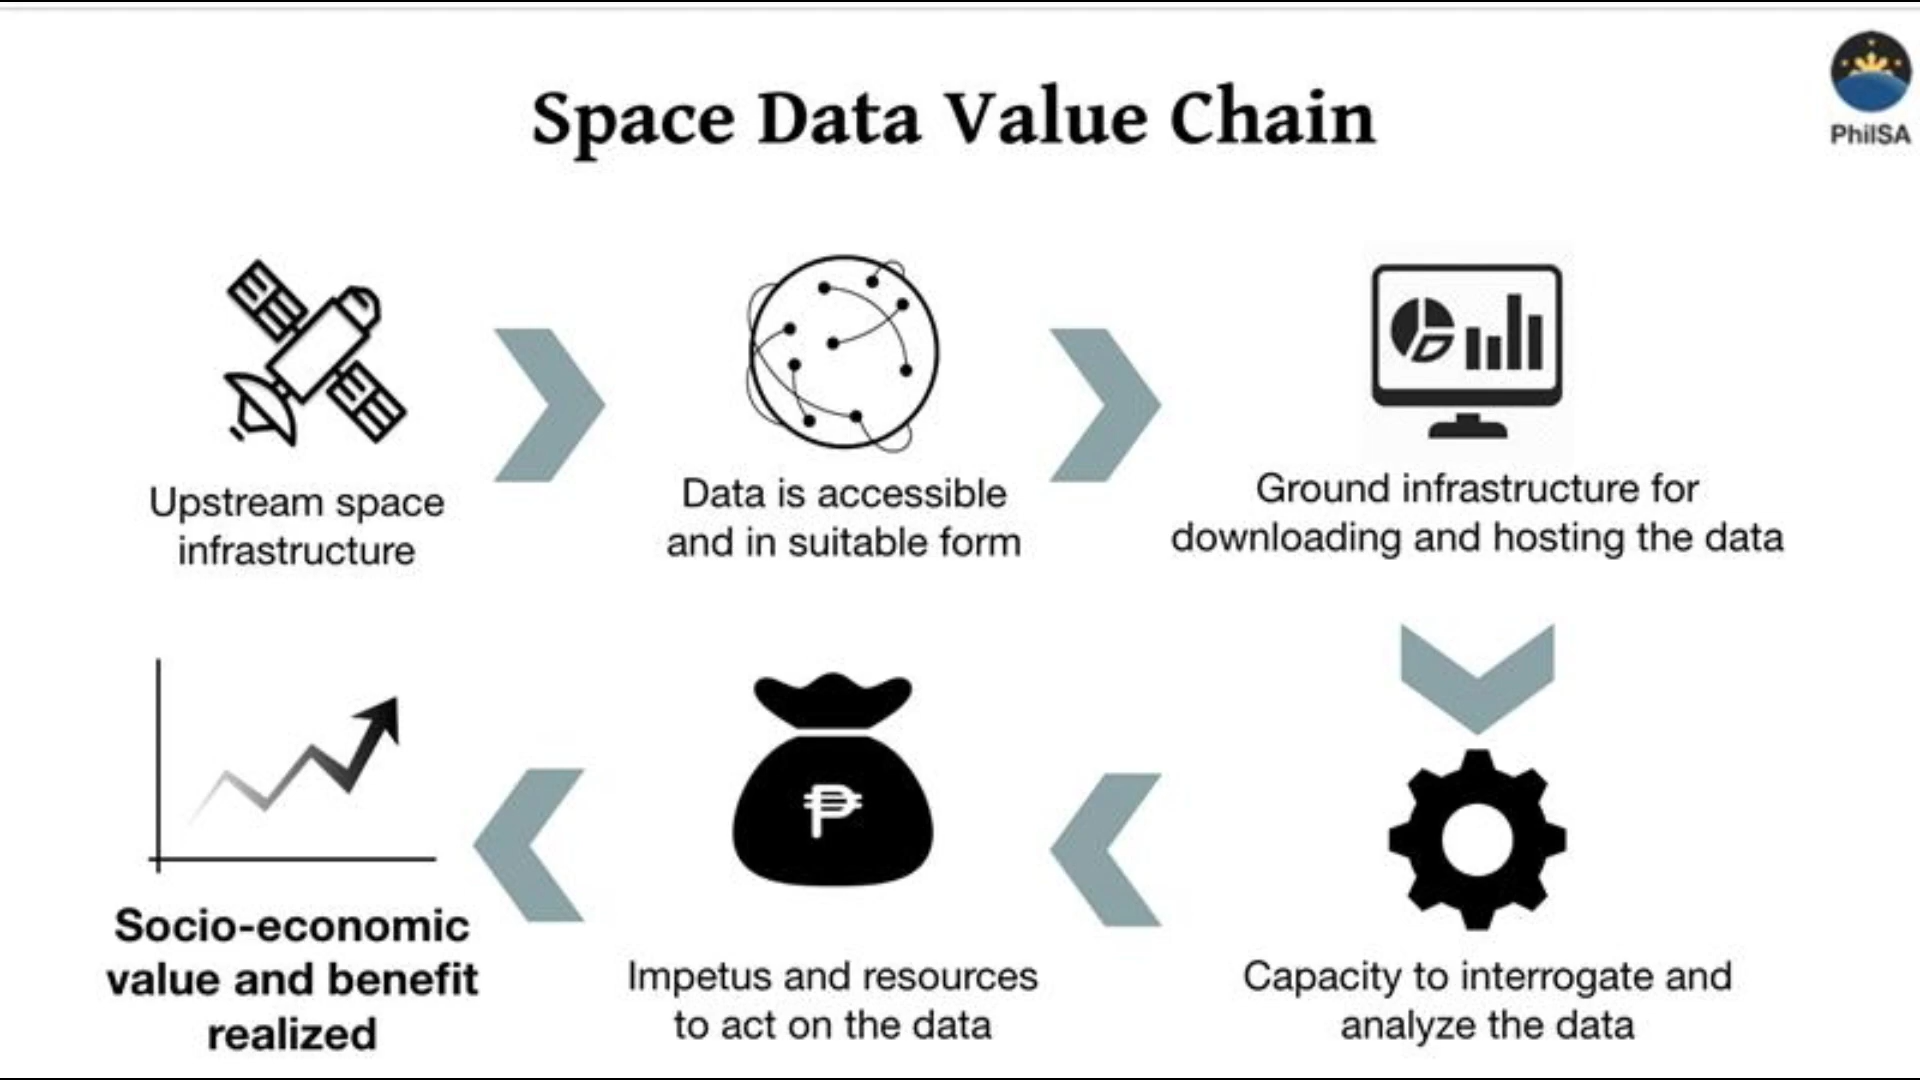 Space Data Value Chain
PhilSA
Upstream space
infrastructure
Data is accessible
and in suitable form
Ground infrastructure for
downloading and hosting the data
Capacity to interrogate and
analyze the data
₱
Impetus and resources
to act on the data
Socio-economic
value and benefit
realized